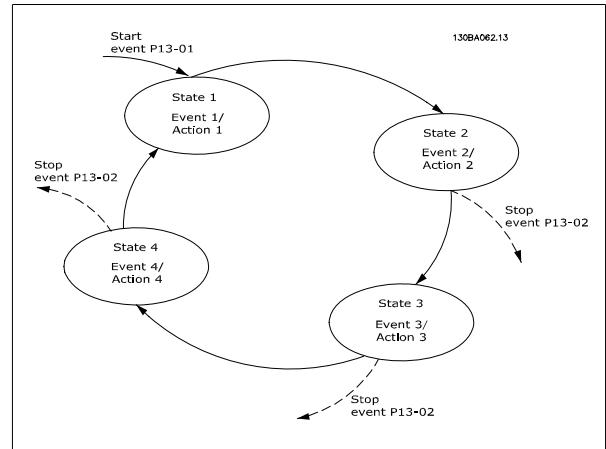 Start
event P13-01
130BA062.13
State 1
Event 1/
Action 1
State 2
Event 2/
Action 2
Stop
event P13-02
Stop
event P13-02
State 4
Event 4/
Action 4
State 3
Event 3/
Action 3
Stop
event P13-02